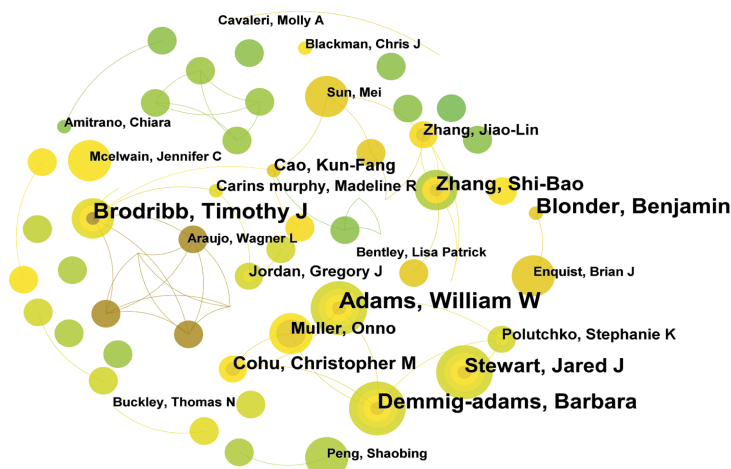 Cavaleri, Molly A
Blackman, Chris J
Sun, Mei
Amitrano, Chiara
Zhang, Jiao-Lin
Mcelwain, Jennifer C
Cao, Kun-Fang
Carins murphy, Madeline R
Zhang, Shi-Bao
Brodribb, Timothy J
Blonder, Benjamin
Araujo, Wagner L
Bentley, Lisa Patrick
Jordan, Gregory J
Enquist, Brian J
Adams, William W
Muller, Onno
Polutchko, Stephanie K
Cohu, Christopher M
Stewart, Jared J
Buckley, Thomas N
Demmig-adams, Barbara
Peng, Shaobing